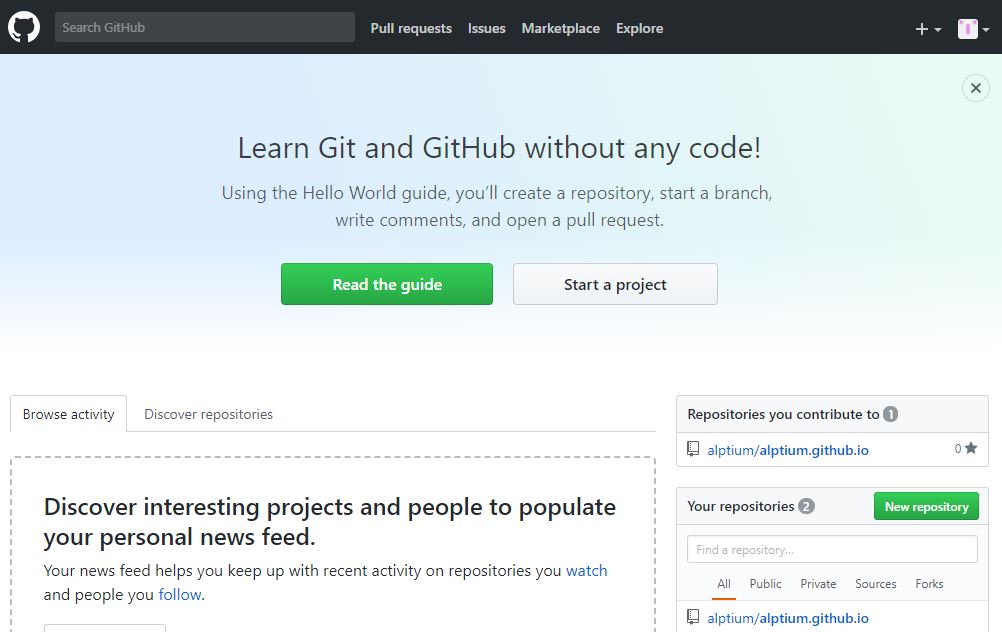 Search GitHub
Pull requests Issues Marketplace Explore
Learn Git and GitHub without any code!
Using the Hello World guide, you’ll create a repository, start a branch,
write comments, and open a pull request.
Read the guide Start a project
Browse activity Discover repositories
Discover interesting projects and people to populate
your personal news feed.
Your news feed helps you keep up with recent activity on repositories you watch
and people you follow.
Repositories you contribute to 1
alptium/alptium.github.io 0
Your repositories 2 New repository
Find a repository...
All Public Private Sources Forks
alptium/alptium.github.io